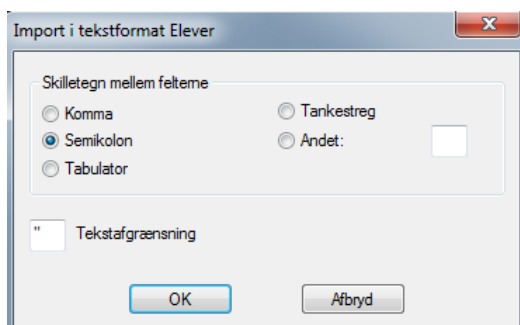 Import i tekstformat Elever
Skilletegn mellem felterne
Komma
Tankestreg
Semikolon
Andet:
Tabulator
" Tekstafgrænsning
OK
Afbryd